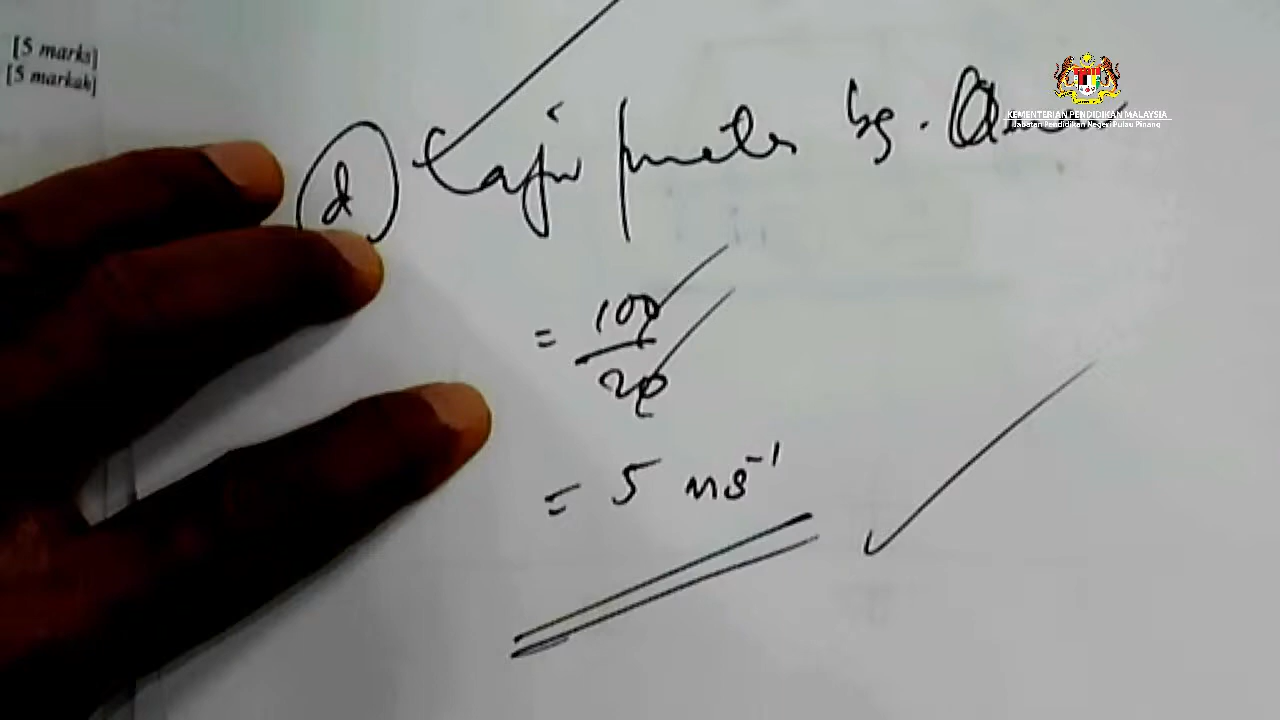 [5 marks]
[5 markah]
KEMENTERIAN PENDIDIKAN MALAYSIA
Jabatan Pendidikan Negeri Pulau Pinang
(d) Laju purata bg.
= 100/20
= 5 ms⁻¹